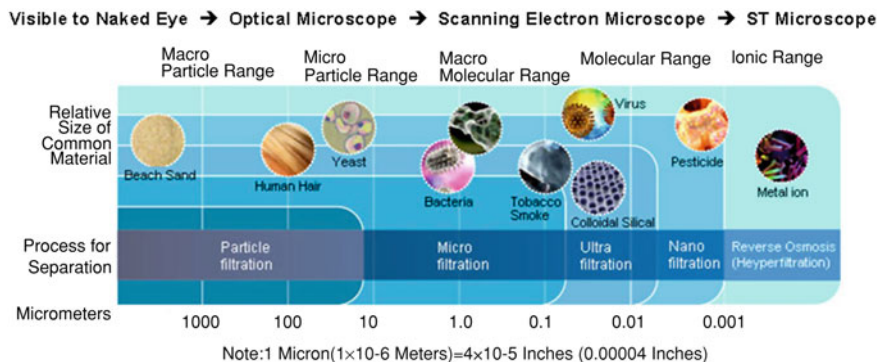 Visible to Naked Eye → Optical Microscope → Scanning Electron Microscope → ST Microscope
Macro
Particle Range
Micro
Particle Range
Macro
Molecular Range
Molecular Range
Ionic Range
Relative
Size of
Common
Material
Beach Sand
Human Hair
Yeast
Bacteria
Tobacco
Smoke
Virus
Colloidal Silical
Pesticide
Metal ion
Process for
Separation
Particle
filtration
Micro
filtration
Ultra
filtration
Nano
filtration
Reverse Osmosis
(Heyperfiltration)
Micrometers
1000 100 10 1.0 0.1 0.01 0.001
Note:1 Micron(1×10-6 Meters)=4×10-5 Inches (0.00004 Inches)